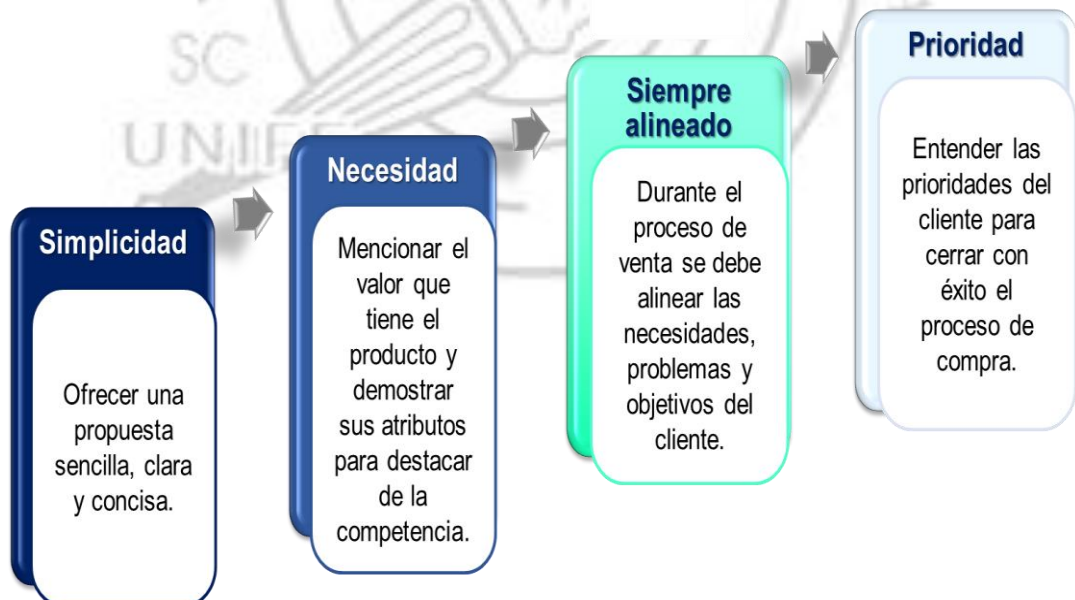 SC
Simplicidad
Ofrecer una
propuesta
sencilla, clara
y concisa.
Necesidad
Mencionar el
valor que
tiene el
producto y
demostrar
sus atributos
para destacar
de la
competencia.
Siempre
alineado
Durante el
proceso de
venta se debe
alinear las
necesidades,
problemas y
objetivos del
cliente.
Prioridad
Entender las
prioridades del
cliente para
cerrar con
éxito el
proceso de
compra.